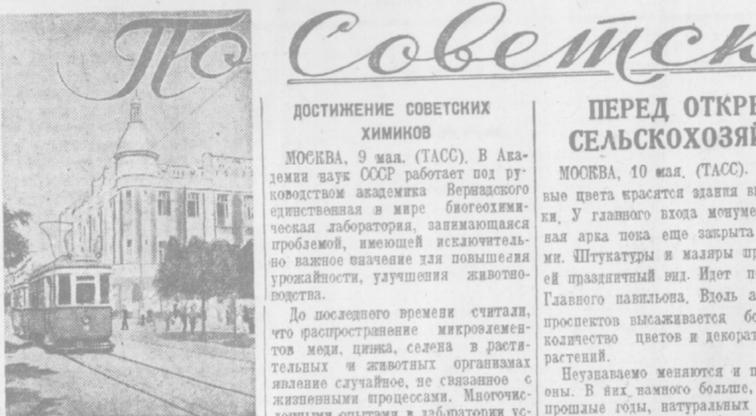 По Советск
ДОСТИЖЕНИЕ СОВЕТСКИХ
ХИМИКОВ
МОСКВА, 9 мая. (ТАСС). В Ака-
демии наук СССР работает под ру-
ководством академика Вернадского
единственная в мире биогеохими-
ческая лаборатория, занимающаяся
проблемой, имеющей исключитель-
но важное значение для повышения
урожайности, улучшения животно-
водства.
До последнего времени считали,
что распространение микроэлемен-
тов меди, цинка, селена в расти-
тельных и животных организмах
явление случайное, не связанное с
жизненными процессами. Многочис-
ленными опытами в лаборатории ус-
ПЕРЕД ОТКРЕ
СЕЛЬСКОХОЗЯЙ
МОСКВА, 10 мая. (ТАСС).
вые цвета красятся здания в
ки. У главного входа монуме
ная арка пока еще закрыта
ми. Штукатуры и маляры пр
ей праздничный вид. Идет п
Главного павильона. Вдоль а
проспектов высаживается бо
количество цветов и декорат
растений.
Неузнаваемо меняются и п
оны. В них намного больше,
прошлые годы, натуральных